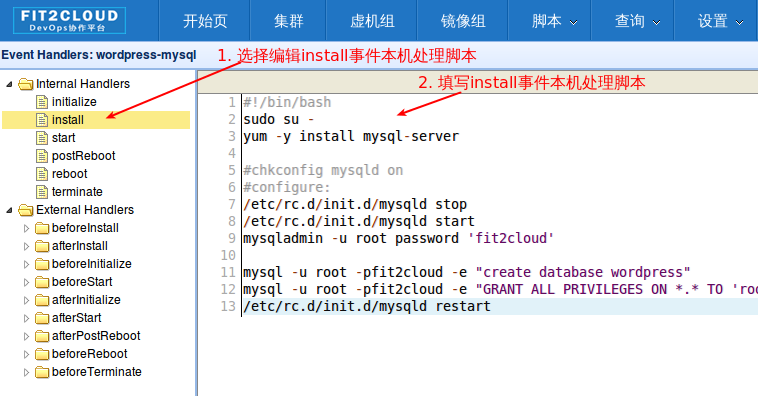 FIT2CLOUD
DevOps协作平台
开始页
集群
虚机组
镜像组
脚本
查询
设置
Event Handlers: wordpress-mysql
1. 选择编辑install事件本机处理脚本
2. 填写install事件本机处理脚本
Internal Handlers
initialize
install
start
postReboot
reboot
terminate
External Handlers
beforeInstall
afterInstall
beforeInitialize
beforeStart
afterInitialize
afterStart
afterPostReboot
beforeReboot
beforeTerminate
1 #!/bin/bash
2 sudo su -
3 yum -y install mysql-server
4
5 #chkconfig mysqld on
6 #configure:
7 /etc/rc.d/init.d/mysqld stop
8 /etc/rc.d/init.d/mysqld start
9 mysqladmin -u root password 'fit2cloud'
10
11 mysql -u root -pfit2cloud -e "create database wordpress"
12 mysql -u root -pfit2cloud -e "GRANT ALL PRIVILEGES ON *.* TO 'roo
13 /etc/rc.d/init.d/mysqld restart